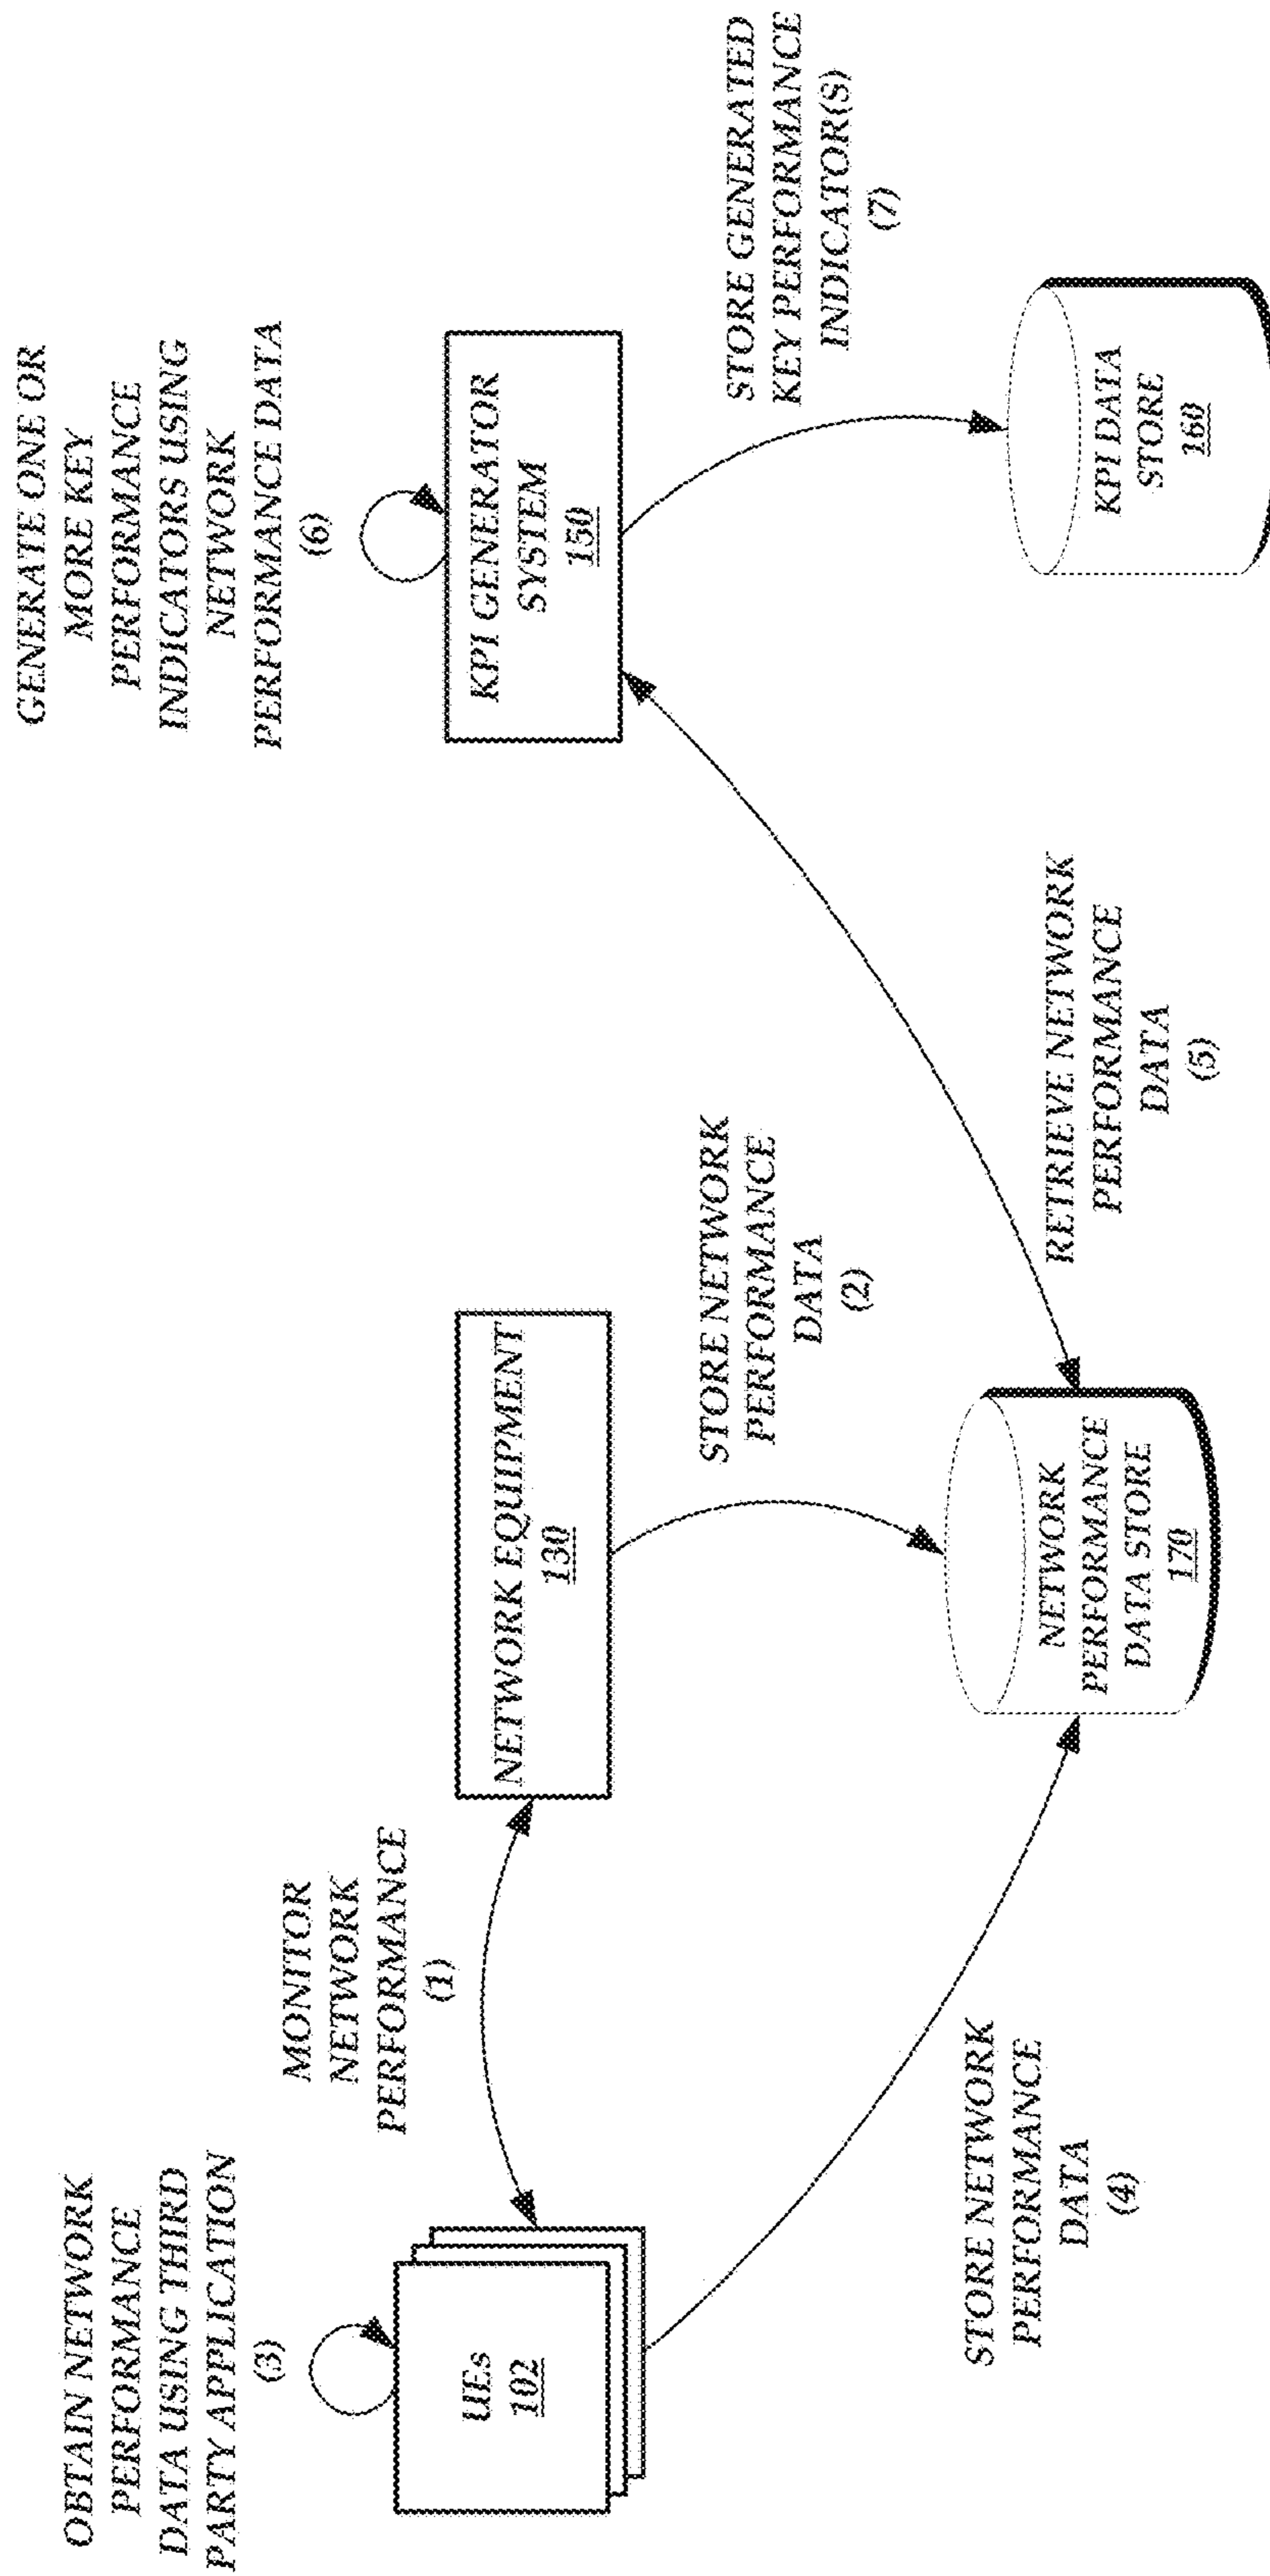 OBTAIN NETWORK
PERFORMANCE
DATA USING THIRD
PARTY APPLICATION
(3)
UEs
102
MONITOR
NETWORK
PERFORMANCE
(1)
NETWORK EQUIPMENT
130
STORE NETWORK
PERFORMANCE
DATA
(2)
STORE NETWORK
PERFORMANCE
DATA
(4)
NETWORK
PERFORMANCE
DATA STORE
170
RETRIEVE NETWORK
PERFORMANCE
DATA
(5)
GENERATE ONE OR
MORE KEY
PERFORMANCE
INDICATORS USING
NETWORK
PERFORMANCE DATA
(6)
KPI GENERATOR
SYSTEM
150
STORE GENERATED
KEY PERFORMANCE
INDICATOR(S)
(7)
KPI DATA
STORE
160